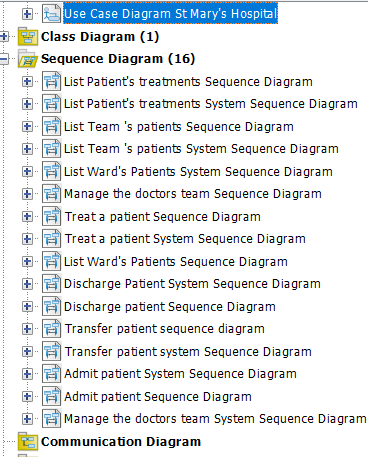 Use Case Diagram St Mary's Hospital
Class Diagram (1)
Sequence Diagram (16)
List Patient's treatments Sequence Diagram
List Patient's treatments System Sequence Diagram
List Team 's patients Sequence Diagram
List Team 's patients System Sequence Diagram
List Ward's Patients System Sequence Diagram
Manage the doctors team Sequence Diagram
Treat a patient Sequence Diagram
Treat a patient System Sequence Diagram
List Ward's Patients Sequence Diagram
Discharge Patient System Sequence Diagram
Discharge patient Sequence Diagram
Transfer patient sequence diagram
Transfer patient system Sequence Diagram
Admit patient System Sequence Diagram
Admit patient Sequence Diagram
Manage the doctors team System Sequence Diagram
Communication Diagram